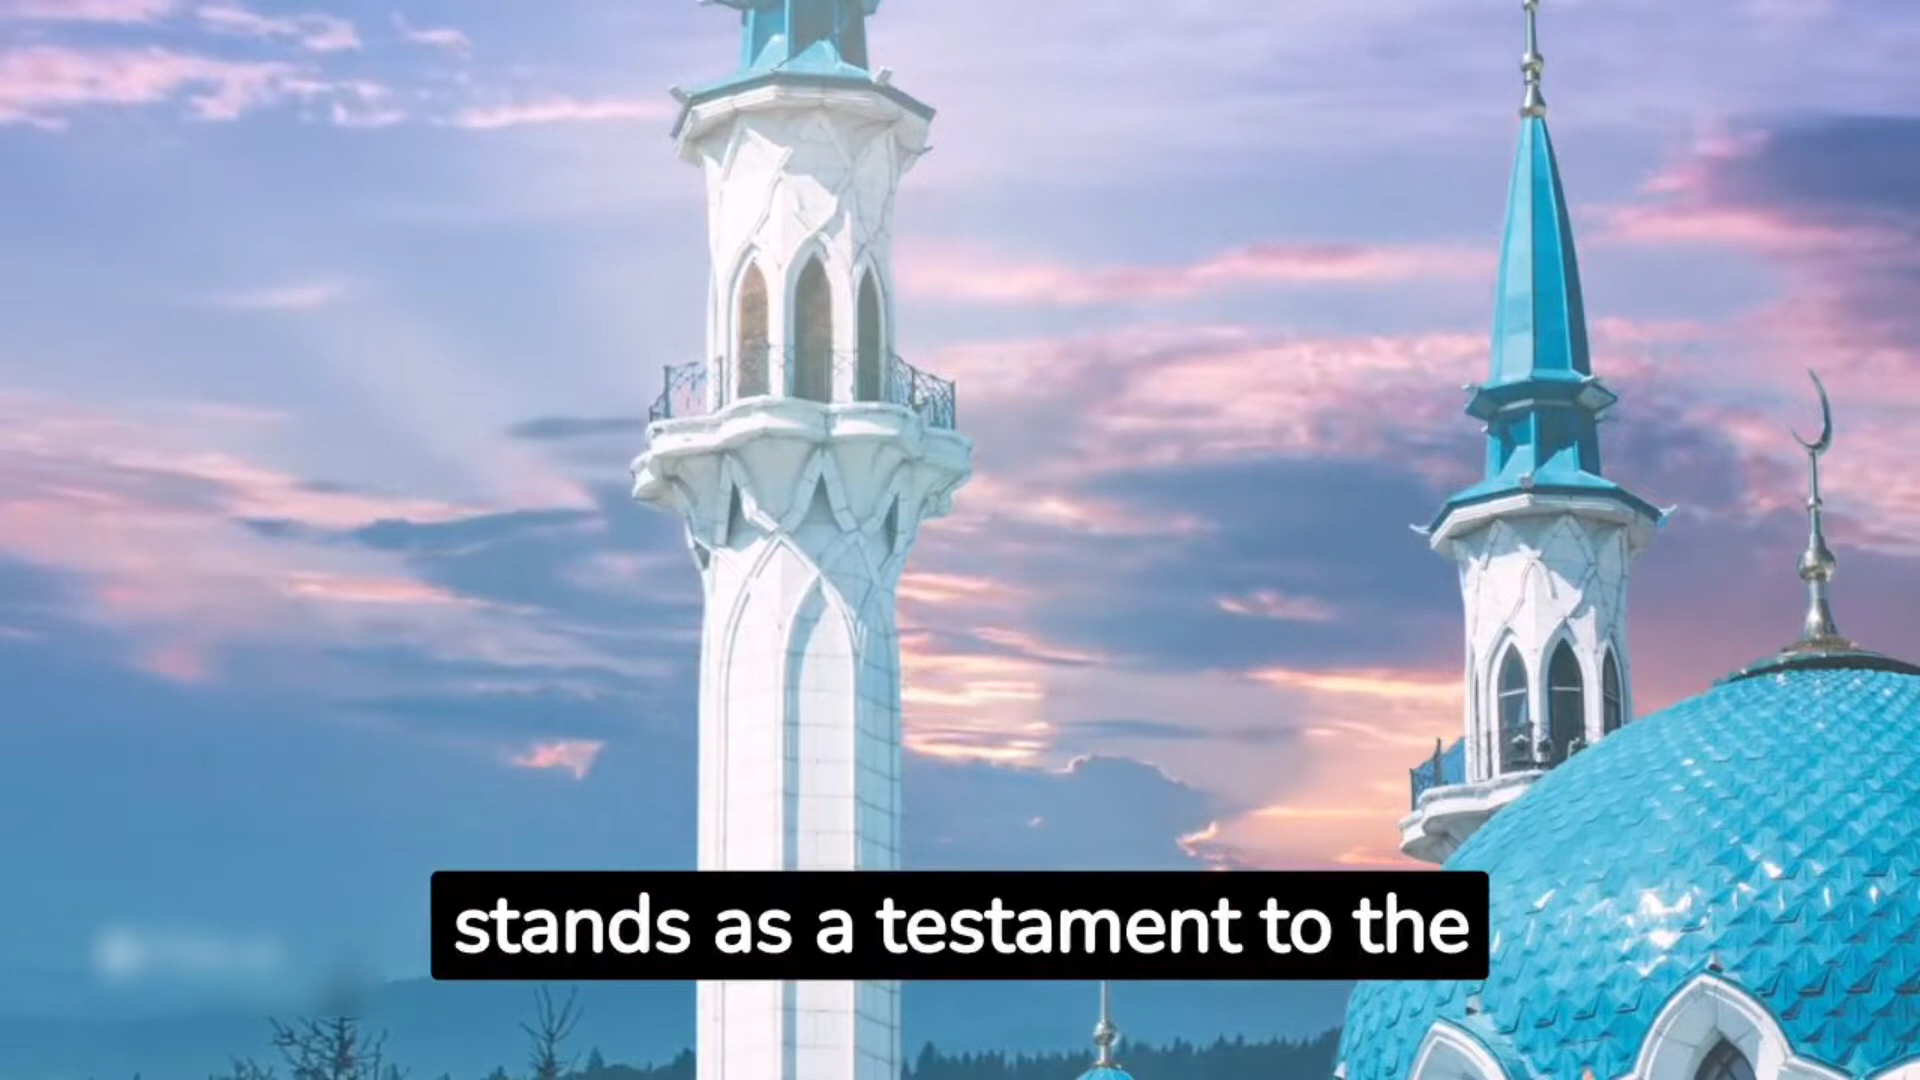 stands as a testament to the